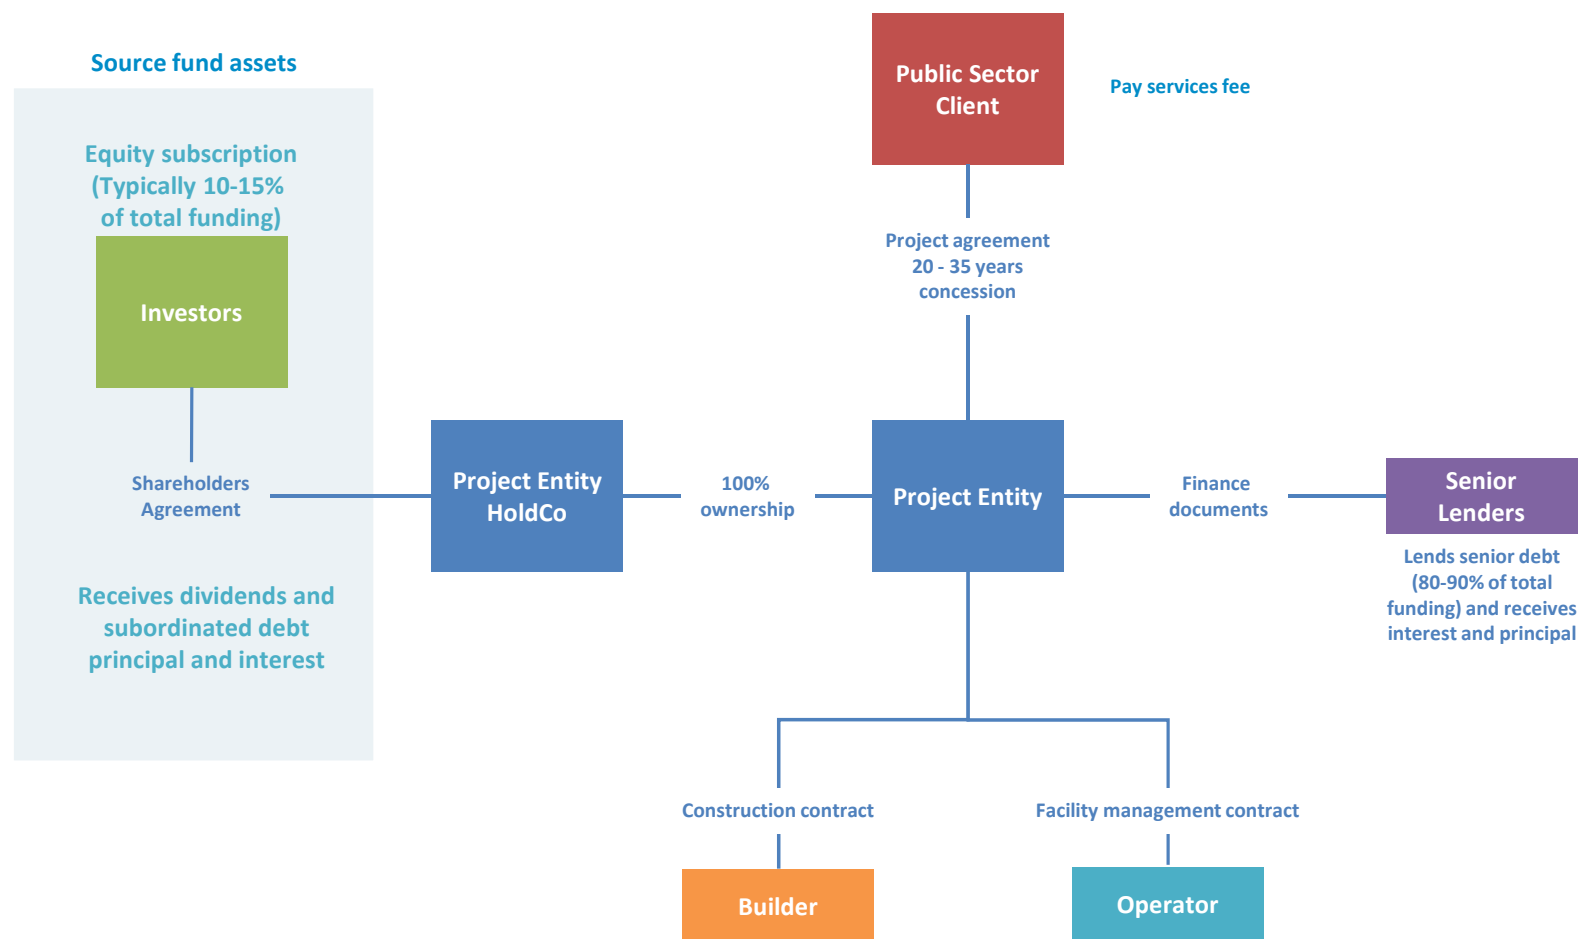 Source fund assets
Equity subscription
(Typically 10-15%
of total funding)
Investors
Shareholders
Agreement
Receives dividends and
subordinated debt
principal and interest
Project Entity
HoldCo
100%
ownership
Public Sector
Client
Pay services fee
Project agreement
20 - 35 years
concession
Project Entity
Finance
documents
Senior
Lenders
Lends senior debt
(80-90% of total
funding) and receives
interest and principal
Construction contract
Facility management contract
Builder
Operator